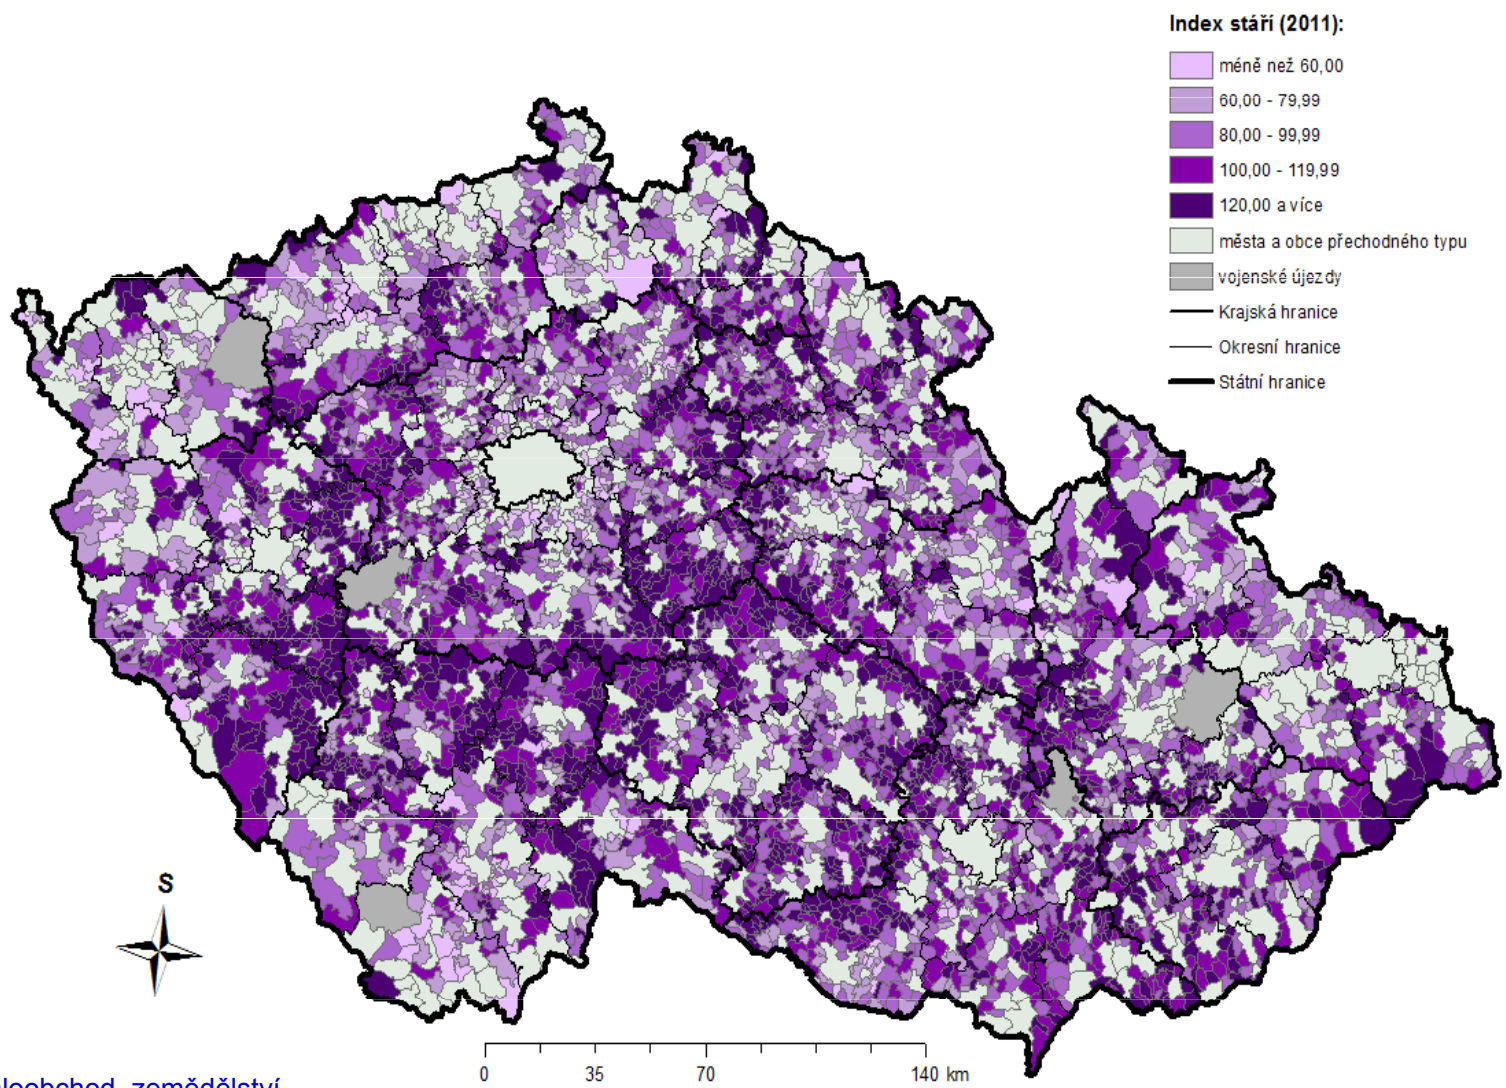 Index stáří (2011):
méně než 60,00
60,00 - 79,99
80,00 - 99,99
100,00 - 119,99
120,00 a více
města a obce přechodného typu
vojenské újezdy
Krajská hranice
Okresní hranice
Státní hranice
S
0 35 70 140 km
zemědělství